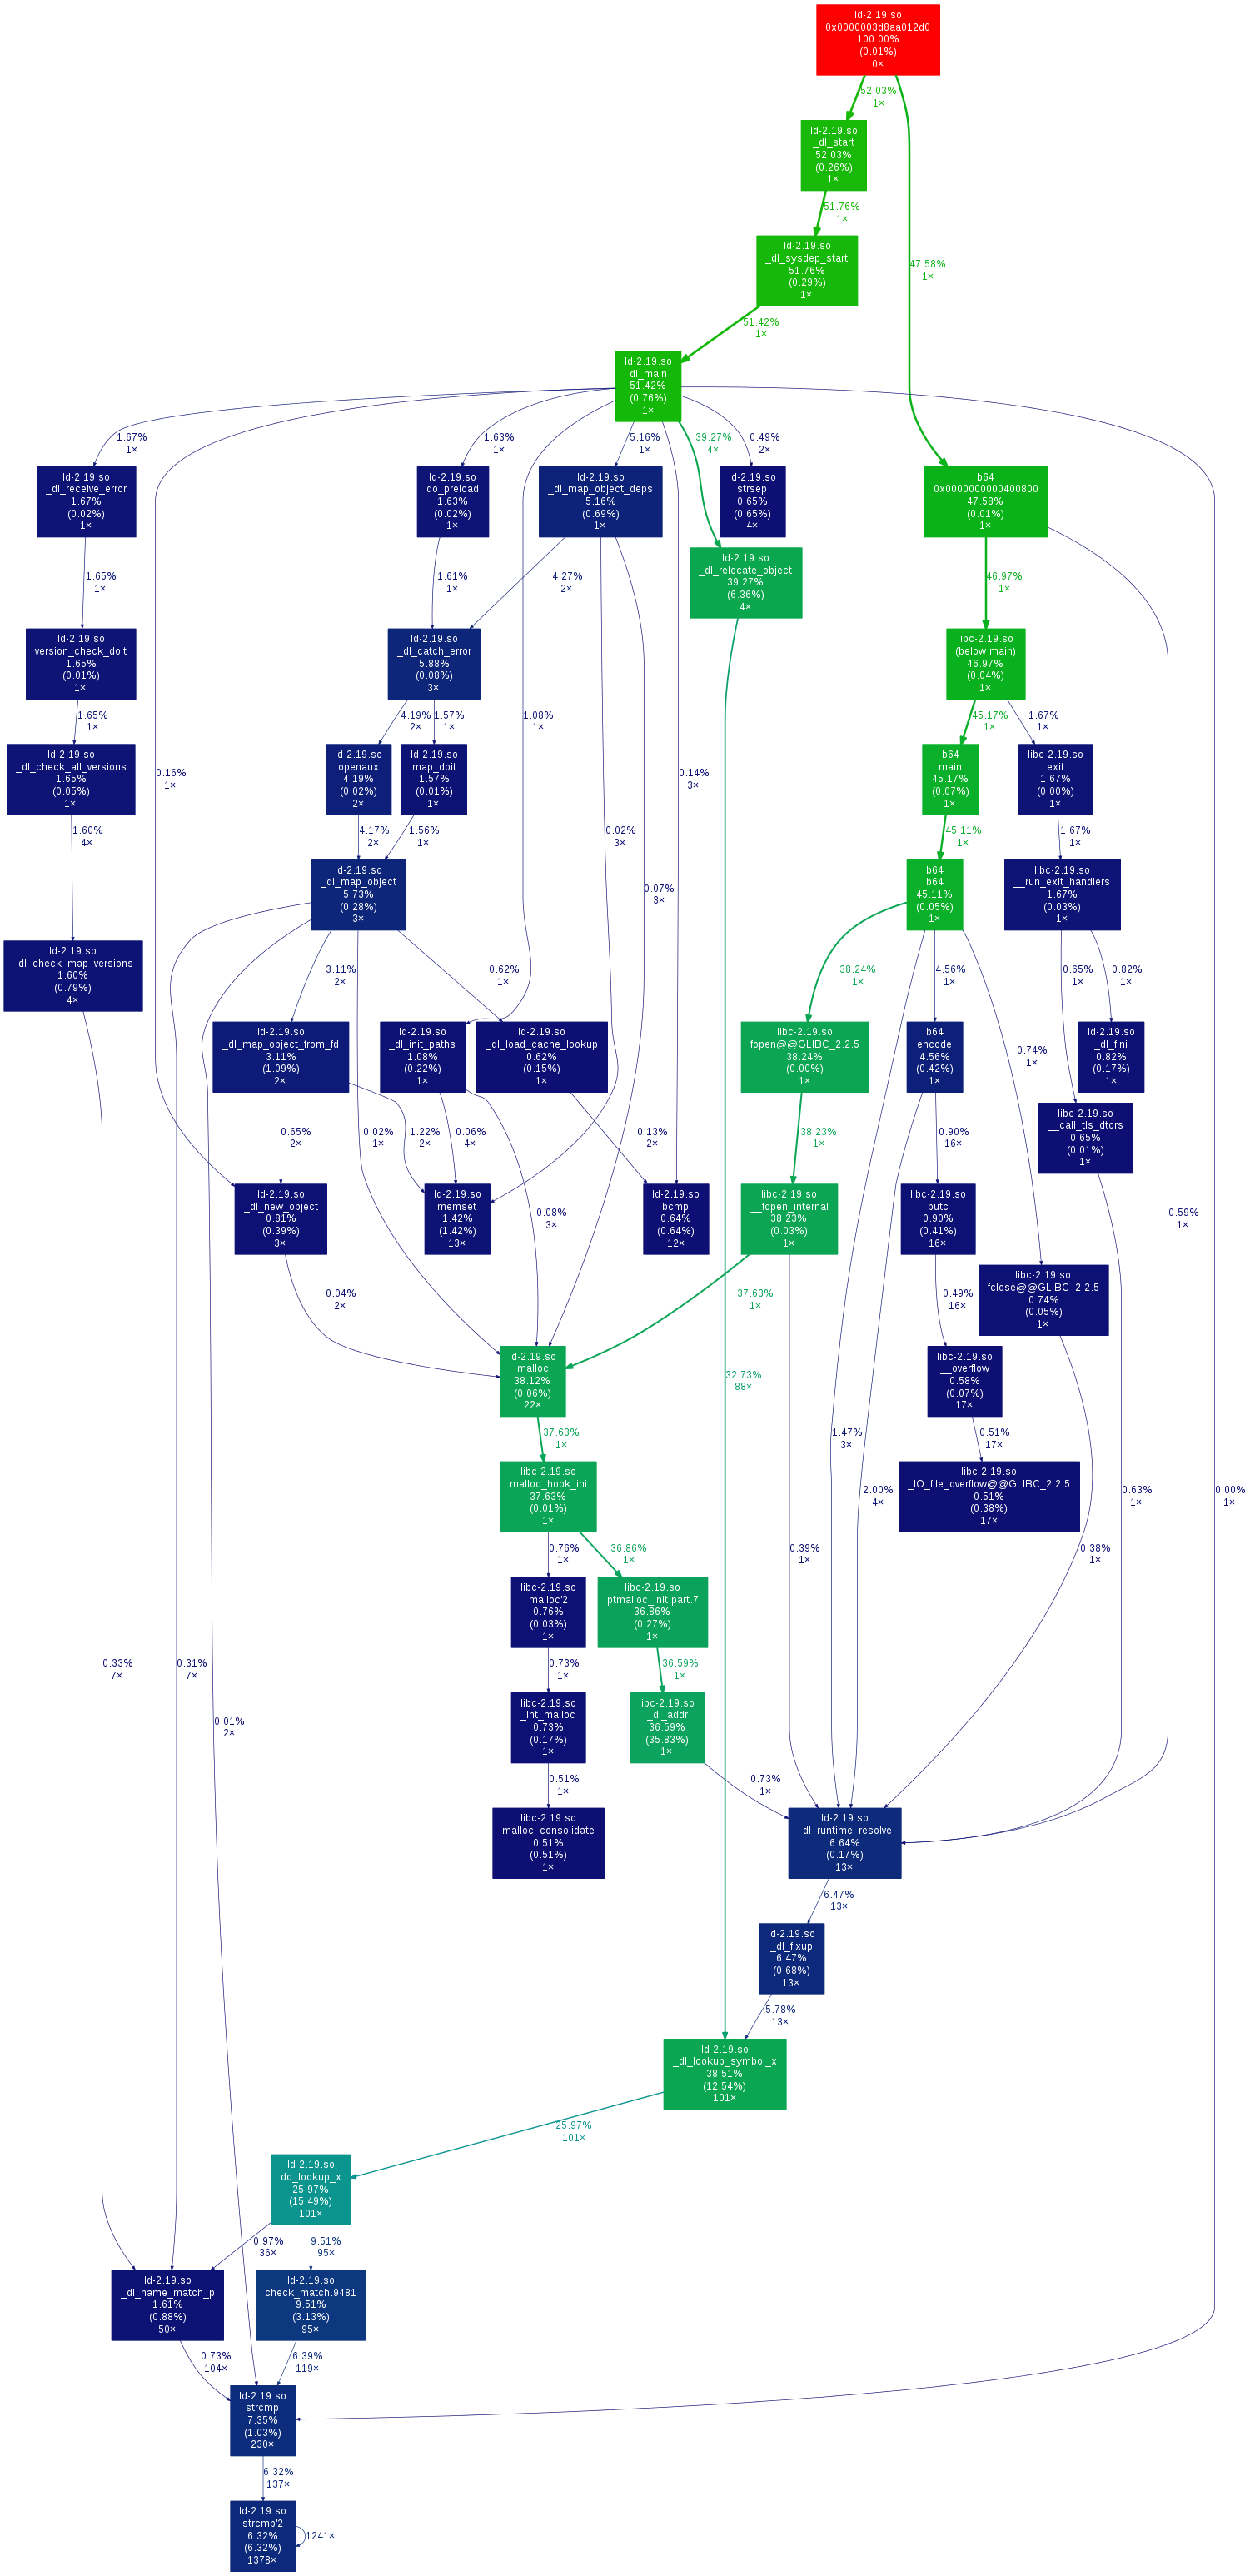 ld-2.19.so
0x0000003d8aa012d0
100.00%
(0.01%)
0×
52.03%
1×
ld-2.19.so
_dl_start
52.03%
(0.26%)
1×
51.76%
1×
ld-2.19.so
_dl_sysdep_start
51.76%
(0.29%)
1×
47.58%
1×
51.42%
1×
ld-2.19.so
dl_main
51.42%
(0.76%)
1×
1.67%
1×
1.63%
1×
5.16%
1×
39.27%
4×
0.49%
2×
ld-2.19.so
_dl_receive_error
1.67%
(0.02%)
1×
ld-2.19.so
do_preload
1.63%
(0.02%)
1×
ld-2.19.so
_dl_map_object_deps
5.16%
(0.69%)
1×
ld-2.19.so
strsep
0.65%
(0.65%)
4×
b64
0x0000000000400800
47.58%
(0.01%)
1×
ld-2.19.so
_dl_relocate_object
39.27%
(6.36%)
4×
1.65%
1×
1.61%
1×
4.27%
2×
46.97%
1×
ld-2.19.so
version_check_doit
1.65%
(0.01%)
1×
ld-2.19.so
_dl_catch_error
5.88%
(0.08%)
3×
libc-2.19.so
(below main)
46.97%
(0.04%)
1×
1.65%
1×
4.19%
2×
1.57%
1×
1.08%
1×
45.17%
1×
1.67%
1×
ld-2.19.so
_dl_check_all_versions
1.65%
(0.05%)
1×
0.16%
1×
ld-2.19.so
openaux
4.19%
(0.02%)
2×
ld-2.19.so
map_doit
1.57%
(0.01%)
1×
0.14%
3×
b64
main
45.17%
(0.07%)
1×
libc-2.19.so
exit
1.67%
(0.00%)
1×
1.60%
4×
4.17%
2×
1.56%
1×
0.02%
3×
45.11%
1×
1.67%
1×
ld-2.19.so
_dl_map_object
5.73%
(0.28%)
3×
0.07%
3×
b64
b64
45.11%
(0.05%)
1×
libc-2.19.so
__run_exit_handlers
1.67%
(0.03%)
1×
ld-2.19.so
_dl_check_map_versions
1.60%
(0.79%)
4×
3.11%
2×
0.62%
1×
38.24%
1×
4.56%
1×
0.65%
1×
0.82%
1×
ld-2.19.so
_dl_map_object_from_fd
3.11%
(1.09%)
2×
ld-2.19.so
_dl_init_paths
1.08%
(0.22%)
1×
ld-2.19.so
_dl_load_cache_lookup
0.62%
(0.15%)
1×
libc-2.19.so
fopen@@GLIBC_2.2.5
38.24%
(0.00%)
1×
b64
encode
4.56%
(0.42%)
1×
0.74%
1×
ld-2.19.so
_dl_fini
0.82%
(0.17%)
1×
0.65%
2×
0.02%
1×
1.22%
2×
0.06%
4×
0.13%
2×
38.23%
1×
0.90%
16×
libc-2.19.so
__call_tls_dtors
0.65%
(0.01%)
1×
ld-2.19.so
_dl_new_object
0.81%
(0.39%)
3×
ld-2.19.so
memset
1.42%
(1.42%)
13×
0.08%
3×
ld-2.19.so
bcmp
0.64%
(0.64%)
12×
libc-2.19.so
__fopen_internal
38.23%
(0.03%)
1×
libc-2.19.so
putc
0.90%
(0.41%)
16×
0.59%
1×
0.04%
2×
37.63%
1×
0.49%
16×
libc-2.19.so
fclose@@GLIBC_2.2.5
0.74%
(0.05%)
1×
ld-2.19.so
malloc
38.12%
(0.06%)
22×
32.73%
88×
libc-2.19.so
__overflow
0.58%
(0.07%)
17×
37.63%
1×
1.47%
3×
0.51%
17×
libc-2.19.so
malloc_hook_ini
37.63%
(0.01%)
1×
2.00%
4×
libc-2.19.so
_IO_file_overflow@@GLIBC_2.2.5
0.51%
(0.38%)
17×
0.63%
1×
0.00%
1×
0.76%
1×
36.86%
1×
0.39%
1×
0.38%
1×
libc-2.19.so
malloc'2
0.76%
(0.03%)
1×
libc-2.19.so
ptmalloc_init.part.7
36.86%
(0.27%)
1×
0.33%
7×
0.31%
7×
0.73%
1×
36.59%
1×
0.01%
2×
libc-2.19.so
_int_malloc
0.73%
(0.17%)
1×
libc-2.19.so
_dl_addr
36.59%
(35.83%)
1×
0.51%
1×
0.73%
1×
libc-2.19.so
malloc_consolidate
0.51%
(0.51%)
1×
ld-2.19.so
_dl_runtime_resolve
6.64%
(0.17%)
13×
6.47%
13×
ld-2.19.so
_dl_fixup
6.47%
(0.68%)
13×
5.78%
13×
ld-2.19.so
_dl_lookup_symbol_x
38.51%
(12.54%)
101×
25.97%
101×
ld-2.19.so
do_lookup_x
25.97%
(15.49%)
101×
0.97%
36×
9.51%
95×
ld-2.19.so
_dl_name_match_p
1.61%
(0.88%)
50×
ld-2.19.so
check_match.9481
9.51%
(3.13%)
95×
0.73%
104×
6.39%
119×
ld-2.19.so
strcmp
7.35%
(1.03%)
230×
6.32%
137×
ld-2.19.so
strcmp'2
6.32%
(6.32%)
1378×
1241×